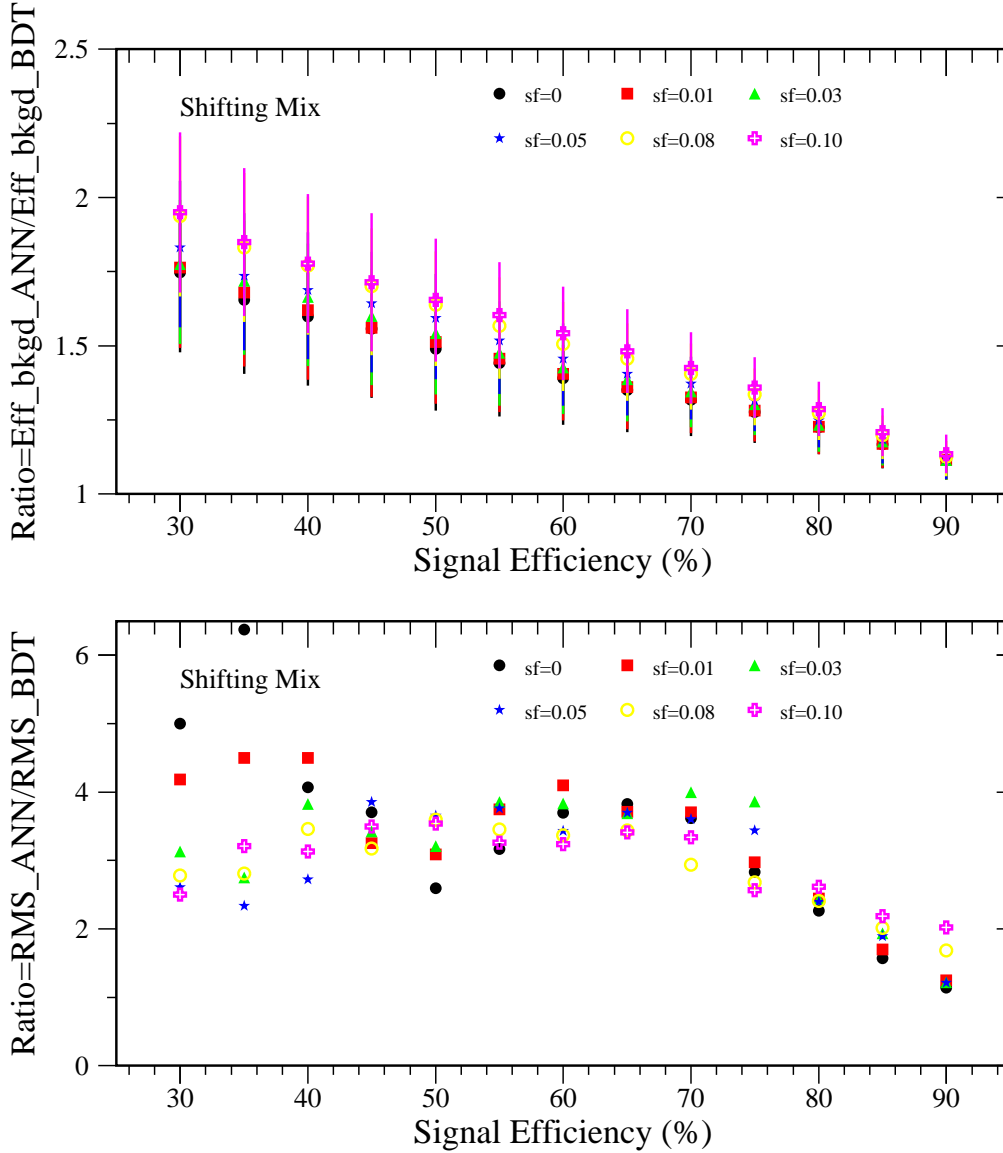 Ratio=Eff_bkgd_ANN/Eff_bkgd_BDT
2.5
2
1.5
1
Shifting Mix
sf=0 sf=0.01 sf=0.03
sf=0.05 sf=0.08 sf=0.10
30 40 50 60 70 80 90
Signal Efficiency (%)
Ratio=RMS_ANN/RMS_BDT
6
4
2
0
Shifting Mix
sf=0 sf=0.01 sf=0.03
sf=0.05 sf=0.08 sf=0.10
30 40 50 60 70 80 90
Signal Efficiency (%)